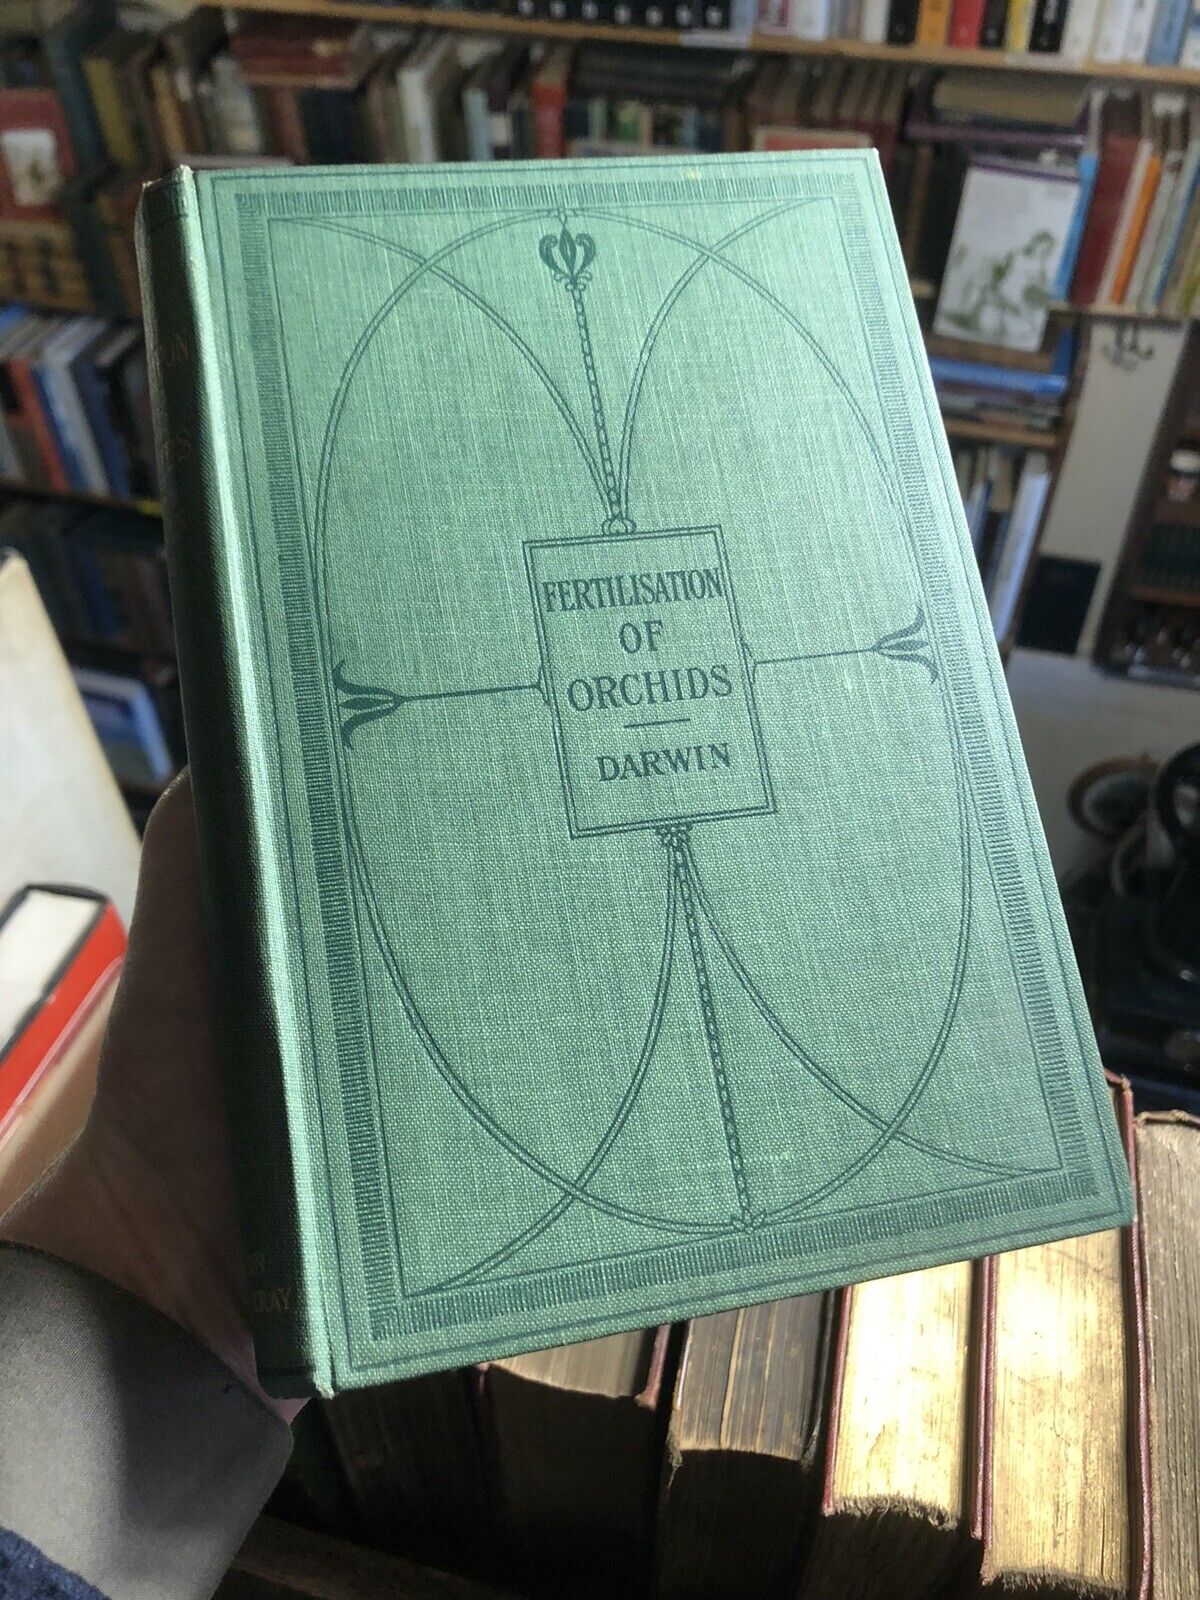 FERTILISATION
OF
ORCHIDS
DARWIN